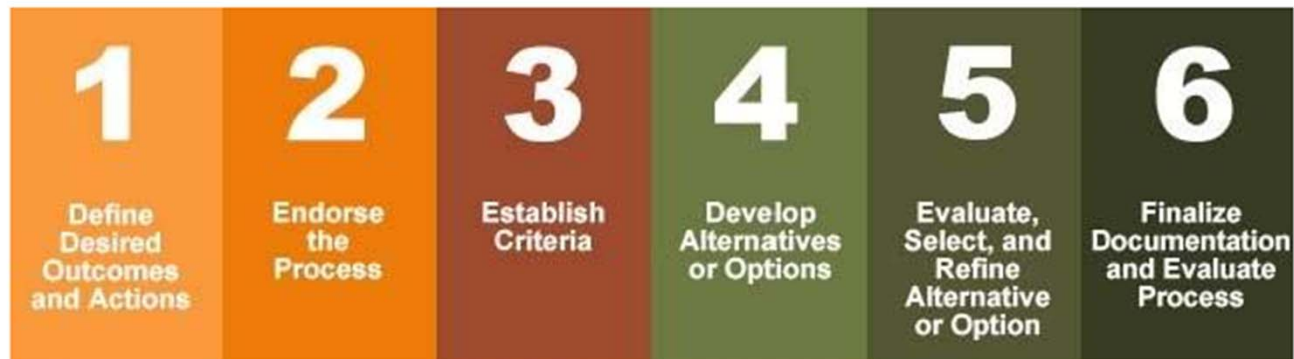 1
Define
Desired
Outcomes
and Actions
2
Endorse
the
Process
3
Establish
Criteria
4
Develop
Alternatives
or Options
5
Evaluate,
Select, and
Refine
Alternative
or Option
6
Finalize
Documentation
and Evaluate
Process